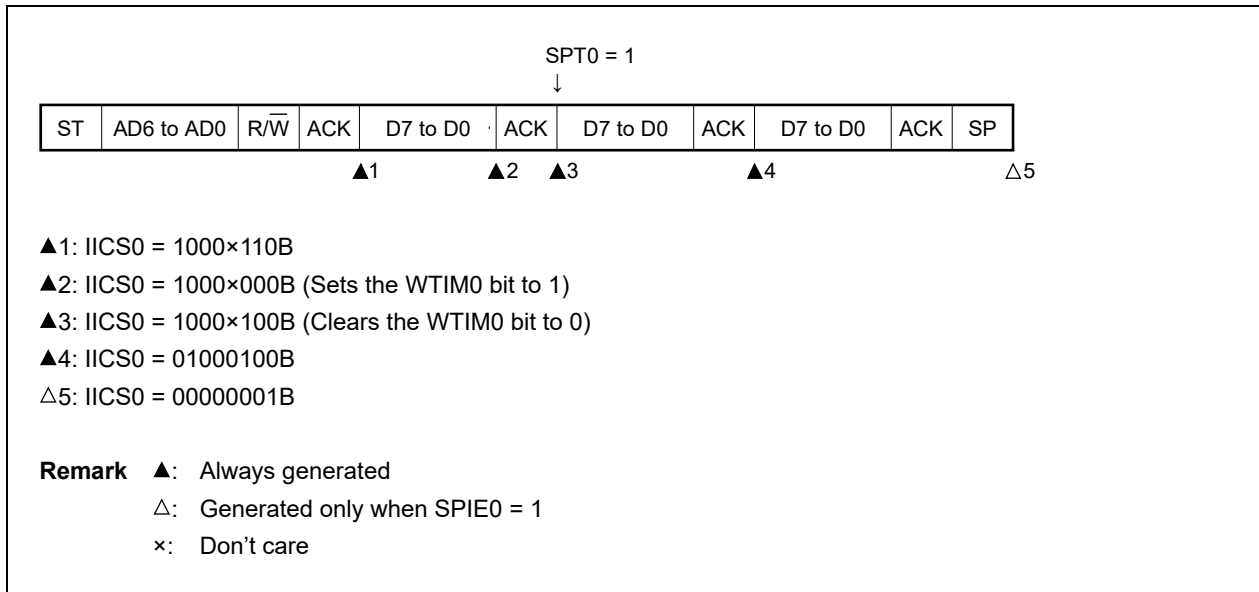 SPT0 = 1
↓
ST AD6 to AD0 R/W̅ ACK D7 to D0 ACK D7 to D0 ACK D7 to D0 ACK SP
▲1 ▲2 ▲3 ▲4 △5
▲1: IICS0 = 1000×110B
▲2: IICS0 = 1000×000B (Sets the WTIM0 bit to 1)
▲3: IICS0 = 1000×100B (Clears the WTIM0 bit to 0)
▲4: IICS0 = 01000100B
△5: IICS0 = 00000001B
Remark ▲: Always generated
△: Generated only when SPIE0 = 1
×: Don't care